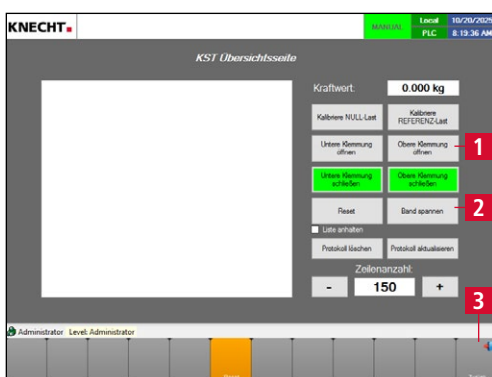 KNECHT
MANUAL
Local
PLC
10/20/2025
8:19:36 AM
KST Übersichtsseite
Kraftwert:
0.000 kg
Kalibriere NULL-Last
Kalibriere
REFERENZ-Last
Untere Klemmung
öffnen
Obere Klemmung
öffnen
1
Untere Klemmung
schließen
Obere Klemmung
schließen
Reset
Band spannen
2
Liste anhalten
Protokoll löschen
Protokoll aktualisieren
Zeilenanzahl:
-
150
+
3
Administrator
Level: Administrator